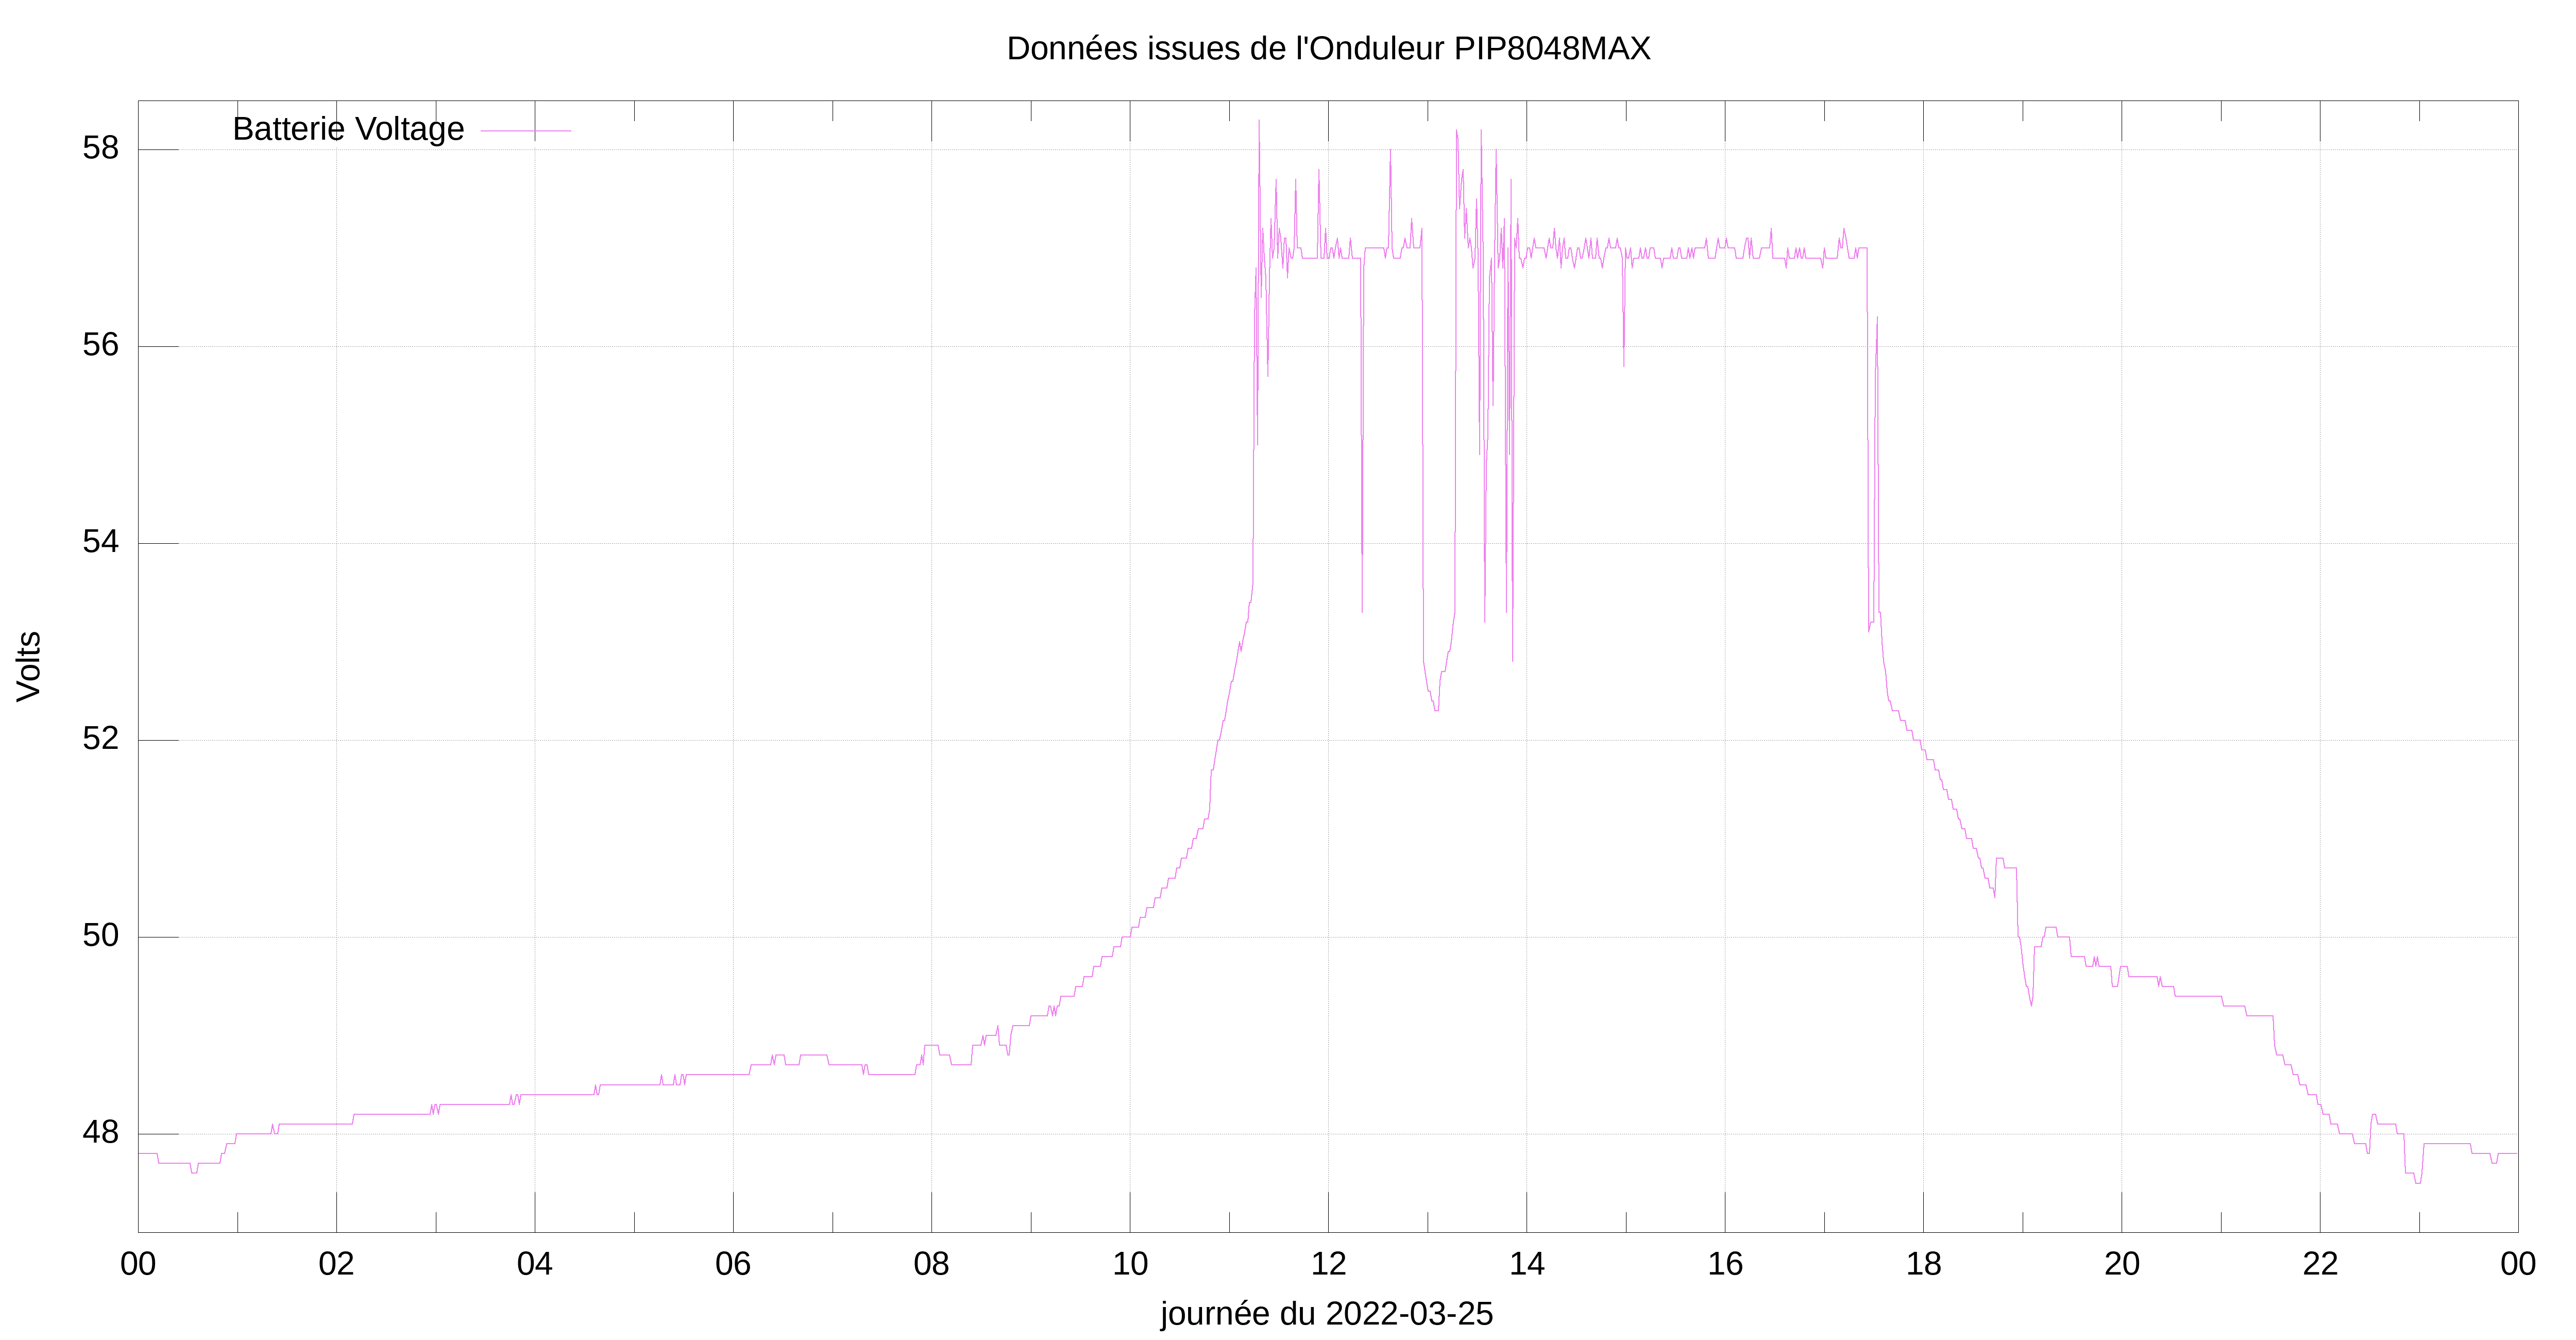 Données issues de l'Onduleur PIP8048MAX
Batterie Voltage
58
56
54
52
50
48
Volts
00 02 04 06 08 10 12 14 16 18 20 22 00
journée du 2022-03-25